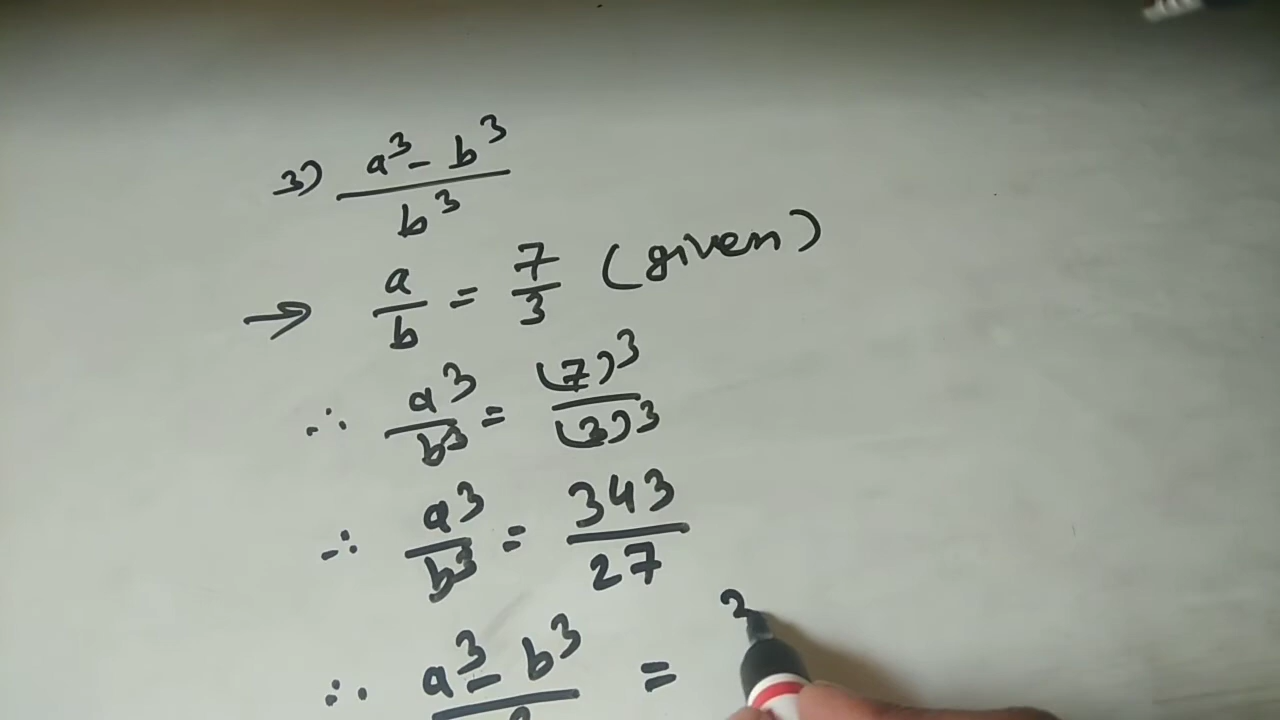 3) a³ - b³ / b³
→ a/b = 7/3 (given)
∴ a³/b³ = (7)³/(3)³
∴ a³/b³ = 343/27
∴ a³ - b³ / =